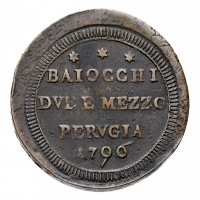 BAIOCCHI
DVE E MEZZO
PERVGIA
1796